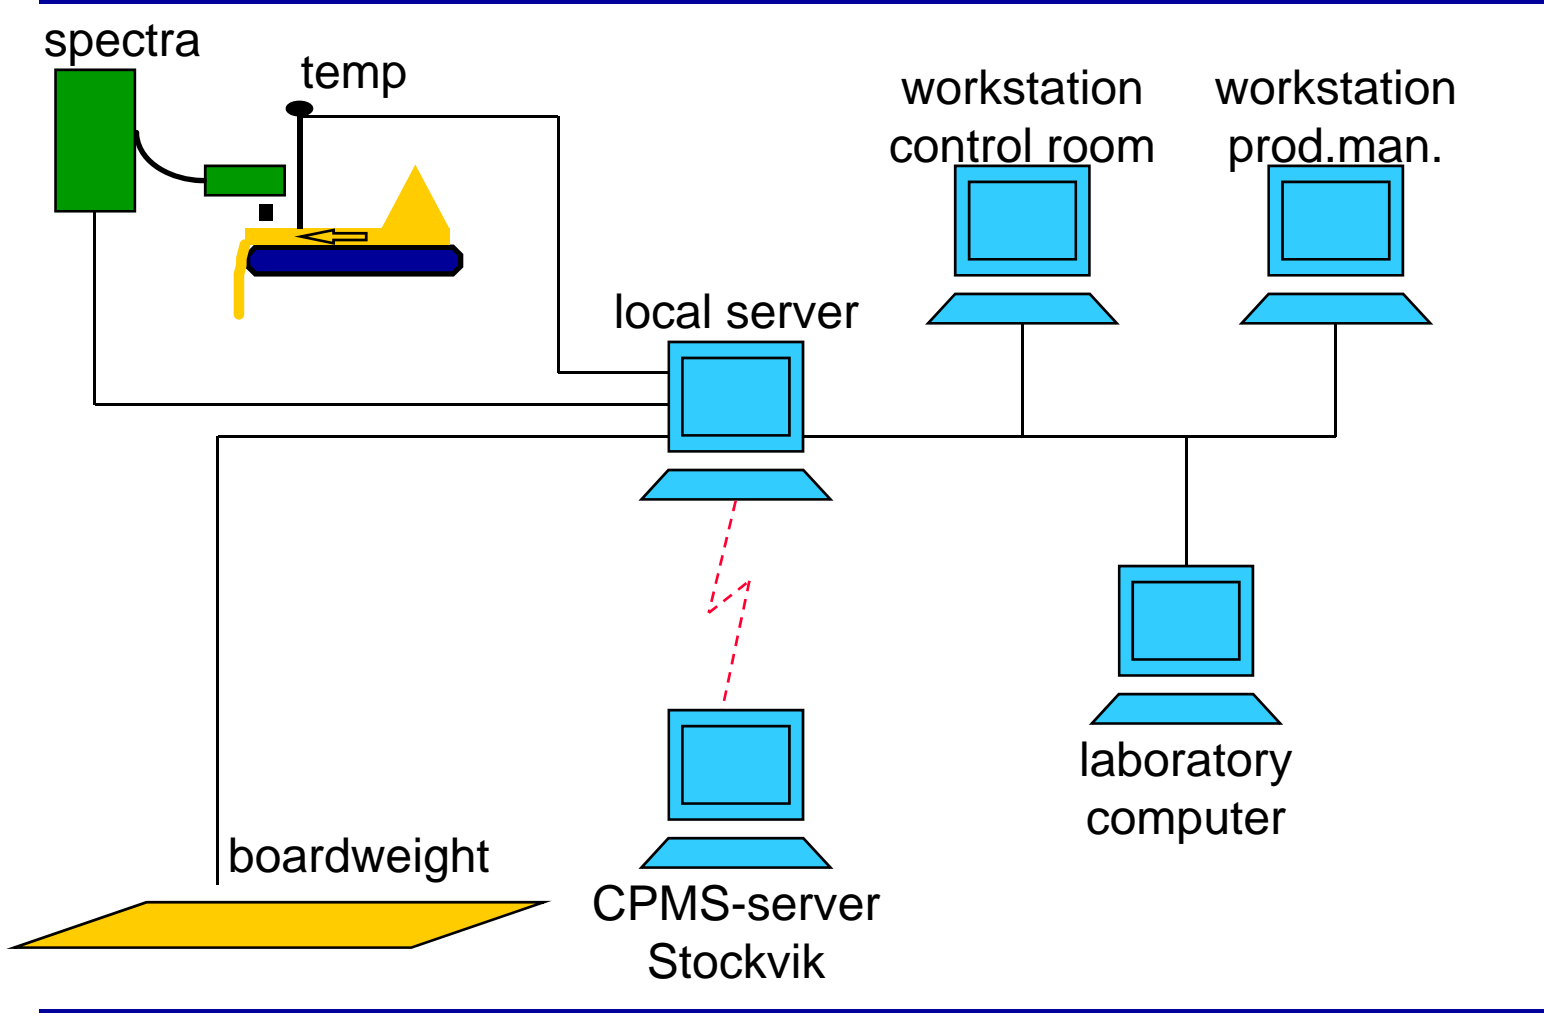 spectra
temp
workstation
control room
workstation
prod.man.
local server
laboratory
computer
boardweight
CPMS-server
Stockvik